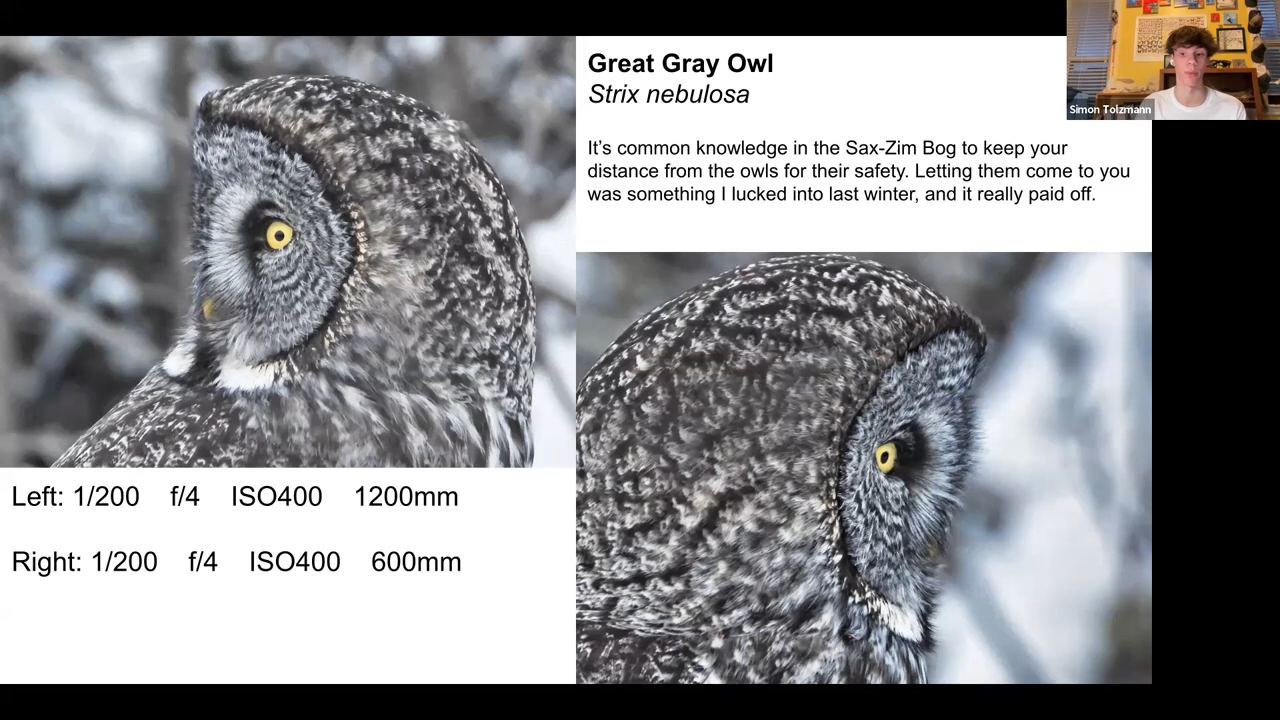 Great Gray Owl
Strix nebulosa
It's common knowledge in the Sax-Zim Bog to keep your
distance from the owls for their safety. Letting them come to you
was something I lucked into last winter, and it really paid off.
Left: 1/200 f/4 ISO400 1200mm
Right: 1/200 f/4 ISO400 600mm
Simon Tolzmann